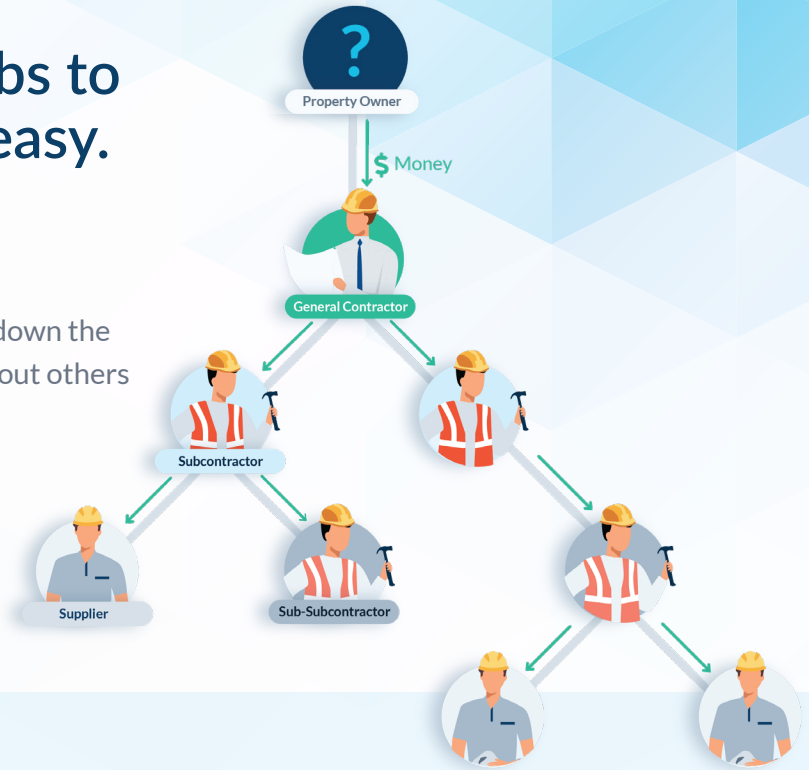 bs to
easy.
down the
out others
?
Property Owner
$ Money
General Contractor
Subcontractor
Supplier
Sub-Subcontractor